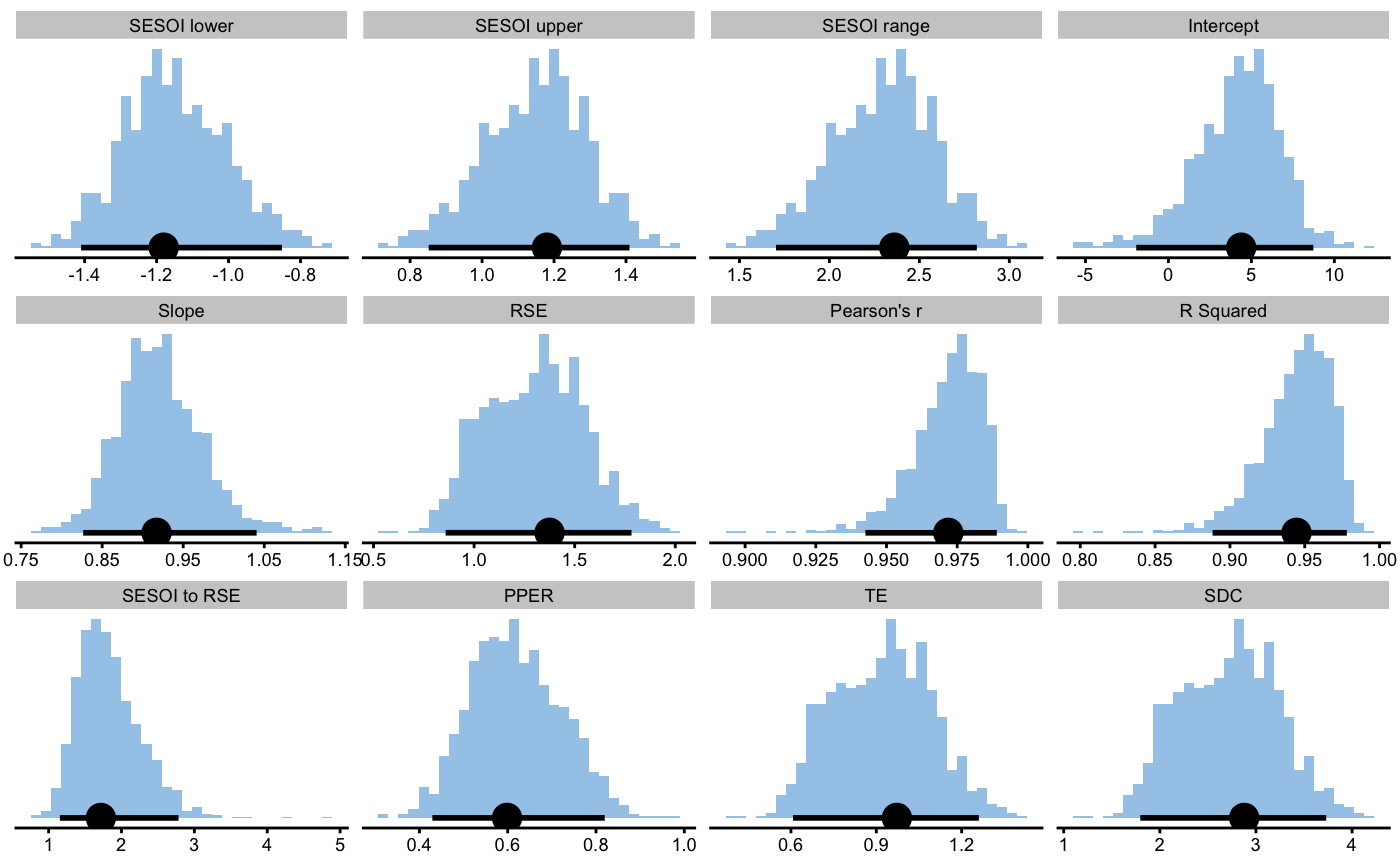 SESOI lower SESOI upper SESOI range Intercept
-1.4 -1.2 -1.0 -0.8 0.8 1.0 1.2 1.4 1.5 2.0 2.5 3.0 -5 0 5 10
Slope RSE Pearson's r R Squared
0.75 0.85 0.95 1.05 1.15 0.5 1.0 1.5 2.0 0.900 0.925 0.950 0.975 1.000 0.80 0.85 0.90 0.95 1.00
SESOI to RSE PPER TE SDC
1 2 3 4 5 0.4 0.6 0.8 1.0 0.6 0.9 1.2 1 2 3 4